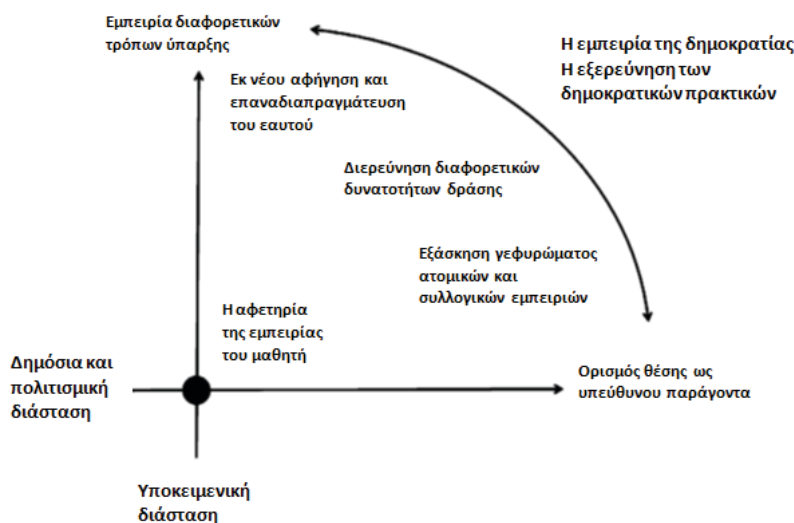 Εμπειρία διαφορετικών
τρόπων ύπαρξης
Η εμπειρία της δημοκρατίας
Η εξερεύνηση των
δημοκρατικών πρακτικών
Εκ νέου αφήγηση και
επαναδιαπραγμάτευση
του εαυτού
Διερεύνηση διαφορετικών
δυνατοτήτων δράσης
Εξάσκηση γεφυρώματος
ατομικών και
συλλογικών εμπειριών
Η αφετηρία
της εμπειρίας
του μαθητή
Δημόσια και
πολιτισμική
διάσταση
Ορισμός θέσης ως
υπεύθυνου παράγοντα
Υποκειμενική
διάσταση